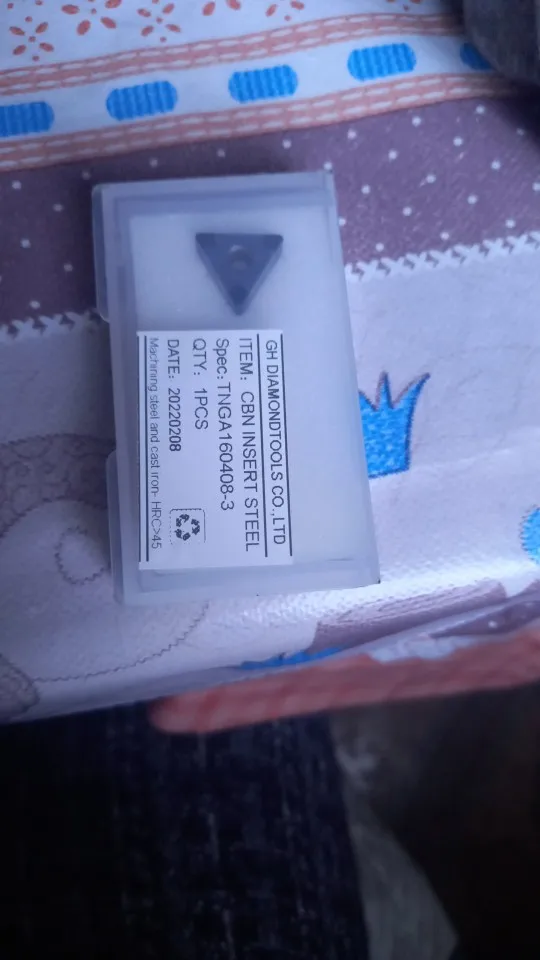 GH DIAMONDTOOLS CO.,LTD
ITEM: CBN INSERT STEEL
Spec: TNGA160408-3
QTY: 1PCS
DATE: 20220208
Machining steel and cast iron- HRC>45